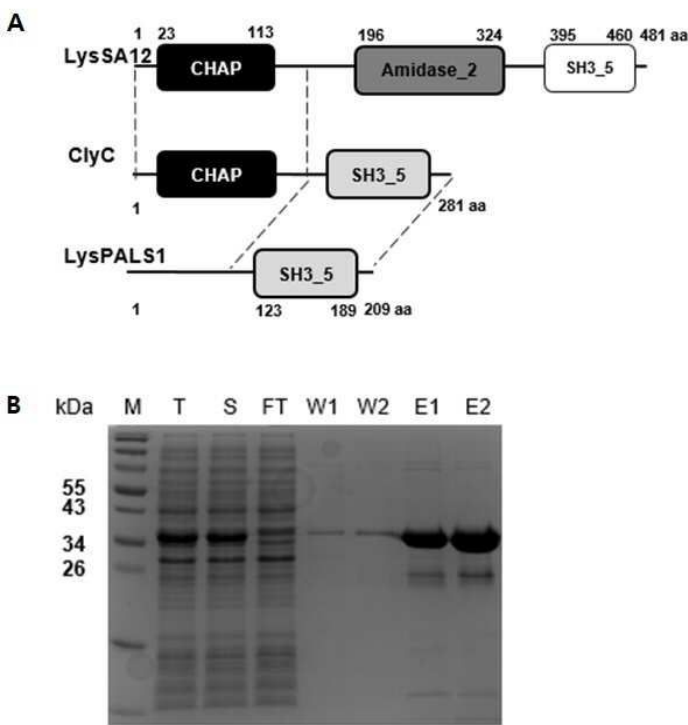 A
1 23 113 196 324 395 460 481 aa
LysSA12
CHAP Amidase_2 SH3_5
ClyC
CHAP SH3_5
1 281 aa
LysPALS1
SH3_5
1 123 189 209 aa
B kDa M T S FT W1 W2 E1 E2
55
43
34
26